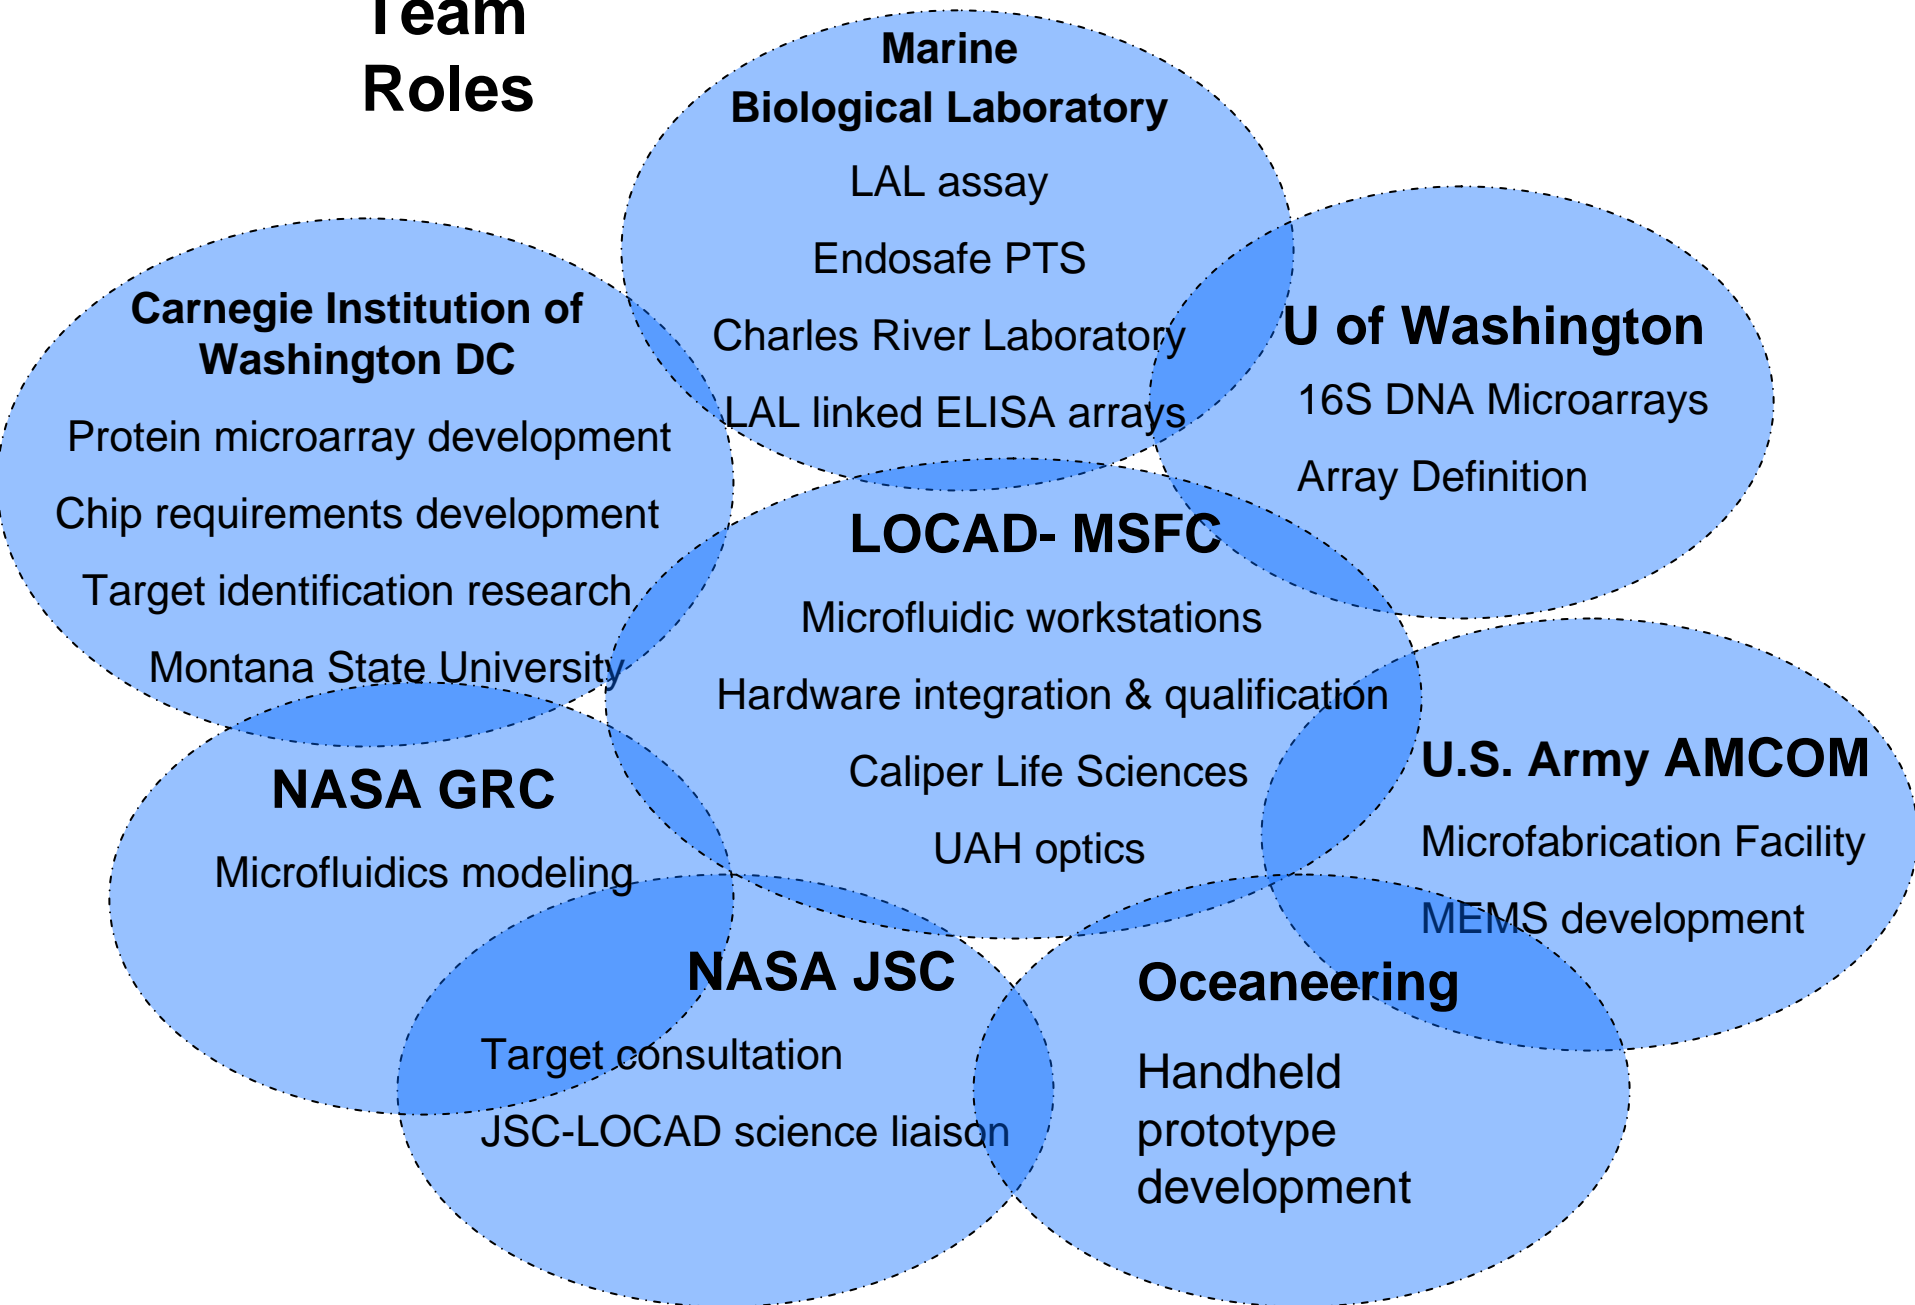 Team
Roles
Marine
Biological Laboratory
LAL assay
Endosafe PTS
Charles River Laboratory
LAL linked ELISA arrays
Carnegie Institution of
Washington DC
Protein microarray development
Chip requirements development
Target identification research
Montana State University
U of Washington
16S DNA Microarrays
Array Definition
LOCAD- MSFC
Microfluidic workstations
Hardware integration & qualification
Caliper Life Sciences
UAH optics
U.S. Army AMCOM
Microfabrication Facility
MEMS development
NASA GRC
Microfluidics modeling
NASA JSC
Target consultation
JSC-LOCAD science liaison
Oceaneering
Handheld
prototype
development